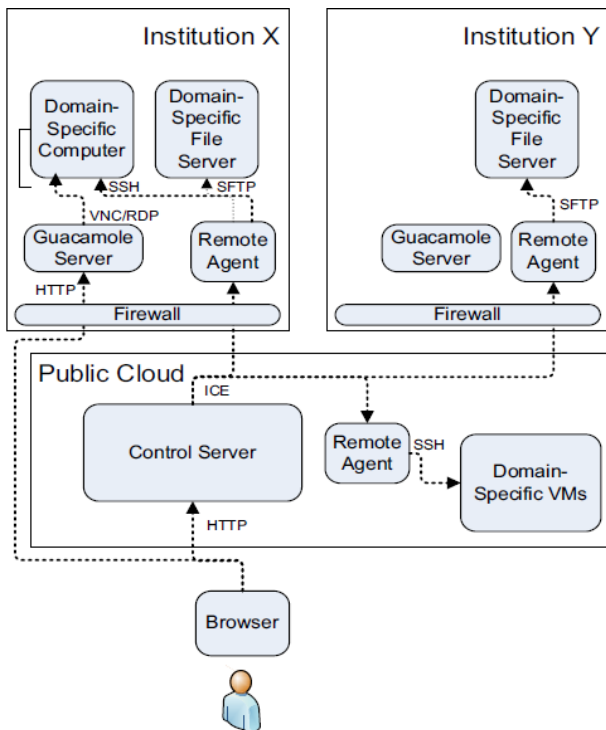 Institution X
Domain-
Specific
Computer
Domain-
Specific
File
Server
SSH
SFTP
VNC/RDP
Guacamole
Server
Remote
Agent
HTTP
Firewall
Institution Y
Domain-
Specific
File
Server
SFTP
Guacamole
Server
Remote
Agent
Firewall
Public Cloud
ICE
Control Server
Remote
Agent
SSH
Domain-
Specific VMs
HTTP
Browser